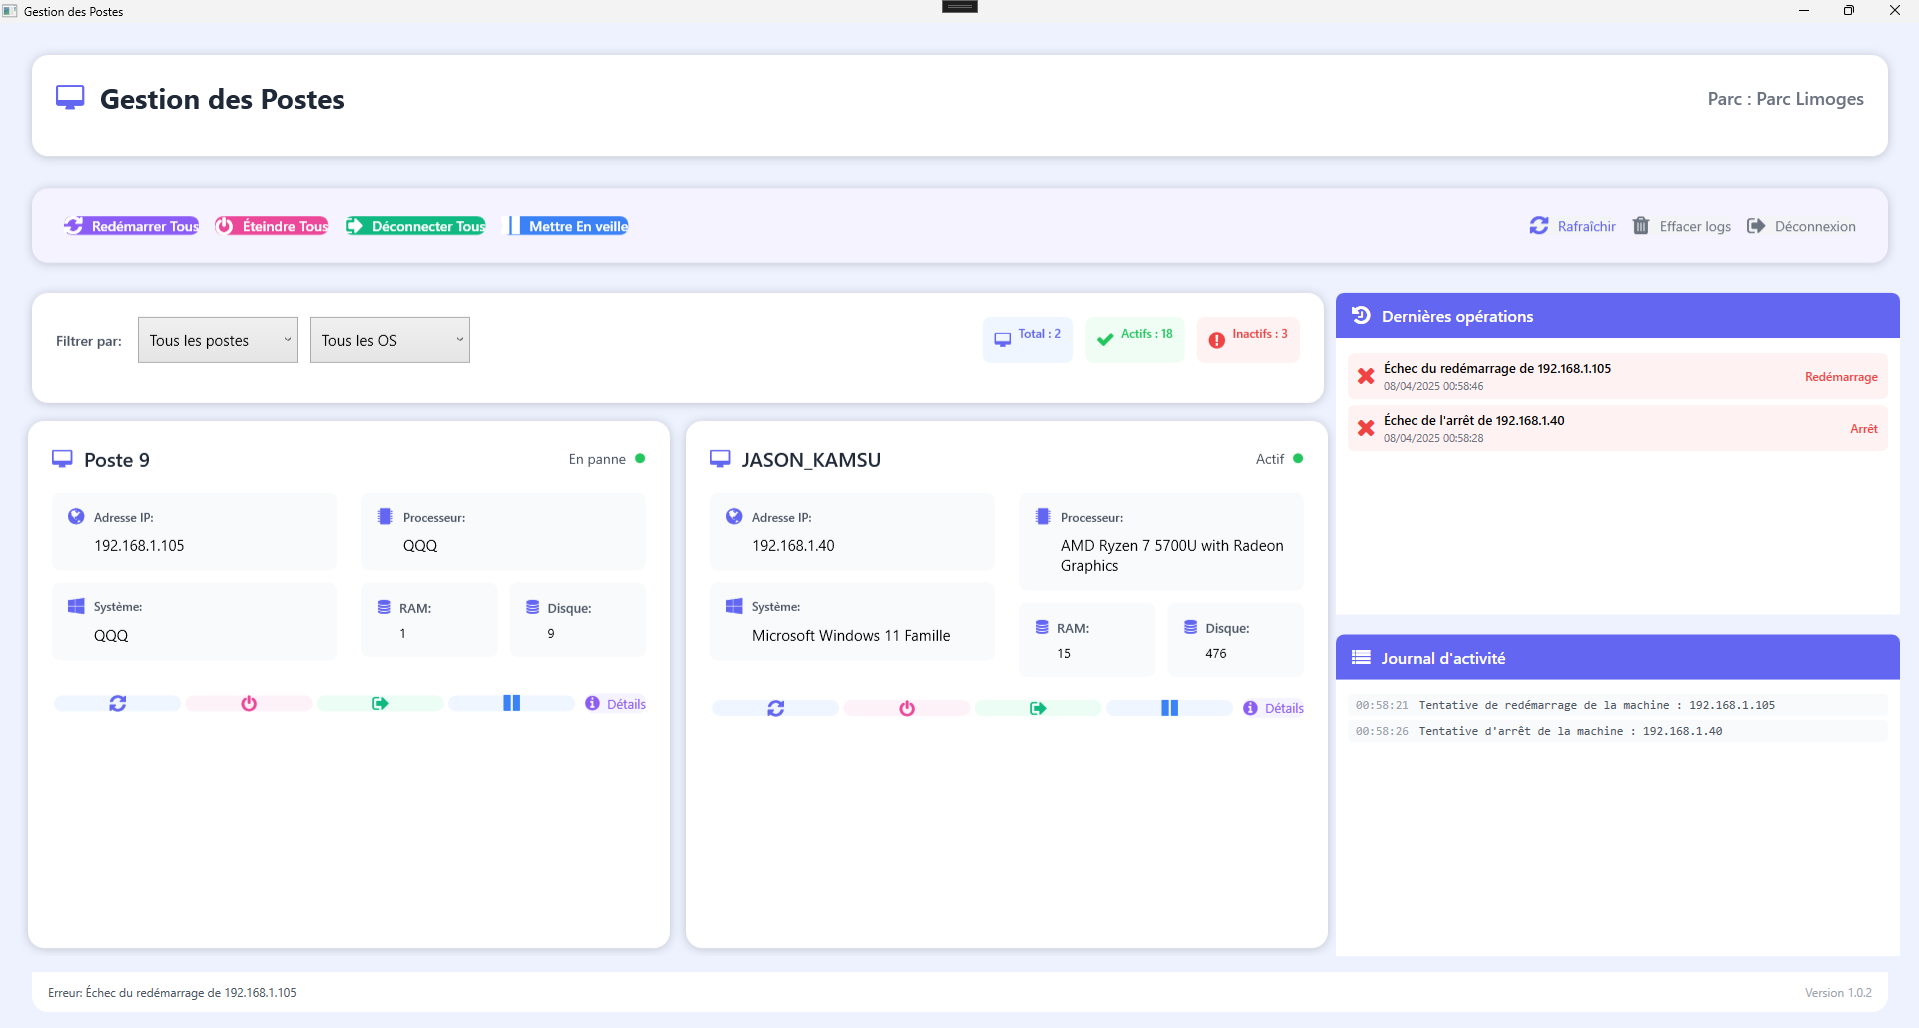 Gestion des Postes
Gestion des Postes
Parc : Parc Limoges
Redémarrer Tous
Éteindre Tous
Déconnecter Tous
Mettre En veille
Rafraîchir
Effacer logs
Déconnexion
Filtrer par:
Tous les postes
Tous les OS
Total : 2
Actifs : 18
Inactifs : 3
Poste 9
En panne
Adresse IP:
192.168.1.105
Processeur:
QQQ
Système:
QQQ
RAM:
1
Disque:
9
Détails
JASON_KAMSU
Actif
Adresse IP:
192.168.1.40
Processeur:
AMD Ryzen 7 5700U with Radeon
Graphics
Système:
Microsoft Windows 11 Famille
RAM:
15
Disque:
476
Détails
Dernières opérations
Échec du redémarrage de 192.168.1.105
08/04/2025 00:58:46
Redémarrage
Échec de l'arrêt de 192.168.1.40
08/04/2025 00:58:28
Arrêt
Journal d'activité
00:58:21 Tentative de redémarrage de la machine : 192.168.1.105
00:58:26 Tentative d'arrêt de la machine : 192.168.1.40
Erreur: Échec du redémarrage de 192.168.1.105
Version 1.0.2